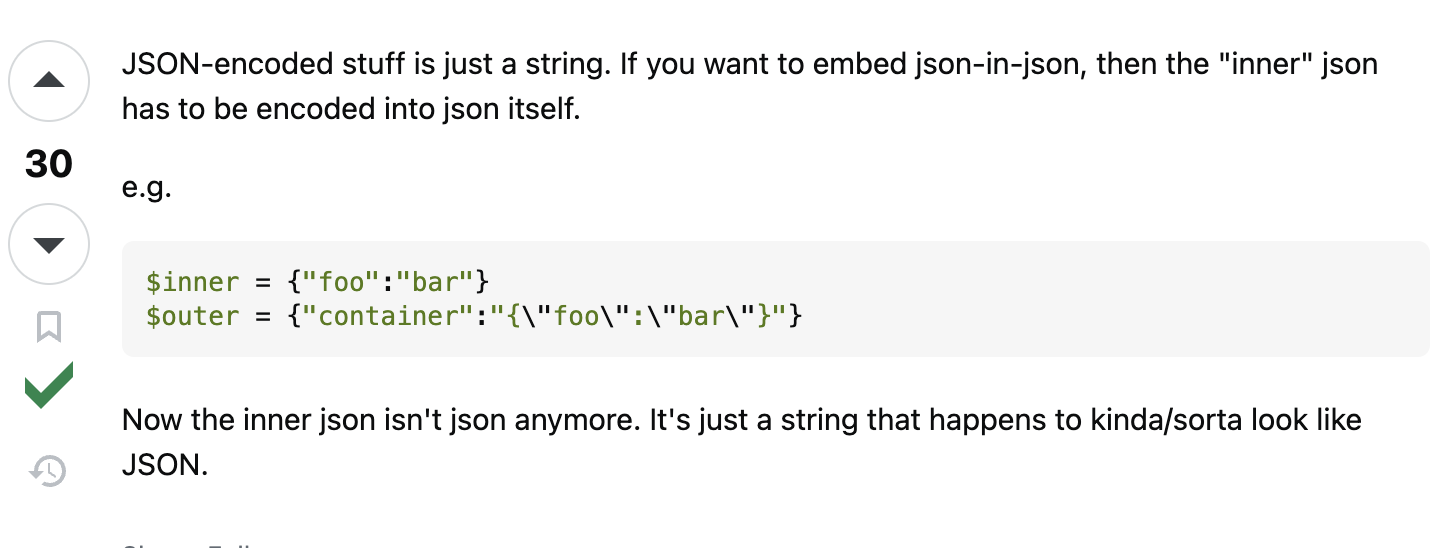 JSON-encoded stuff is just a string. If you want to embed json-in-json, then the "inner" json
has to be encoded into json itself.
30
e.g.
$inner = {"foo":"bar"}
$outer = {"container":"{\"foo\":\"bar\"}"}
Now the inner json isn't json anymore. It's just a string that happens to kinda/sorta look like
JSON.